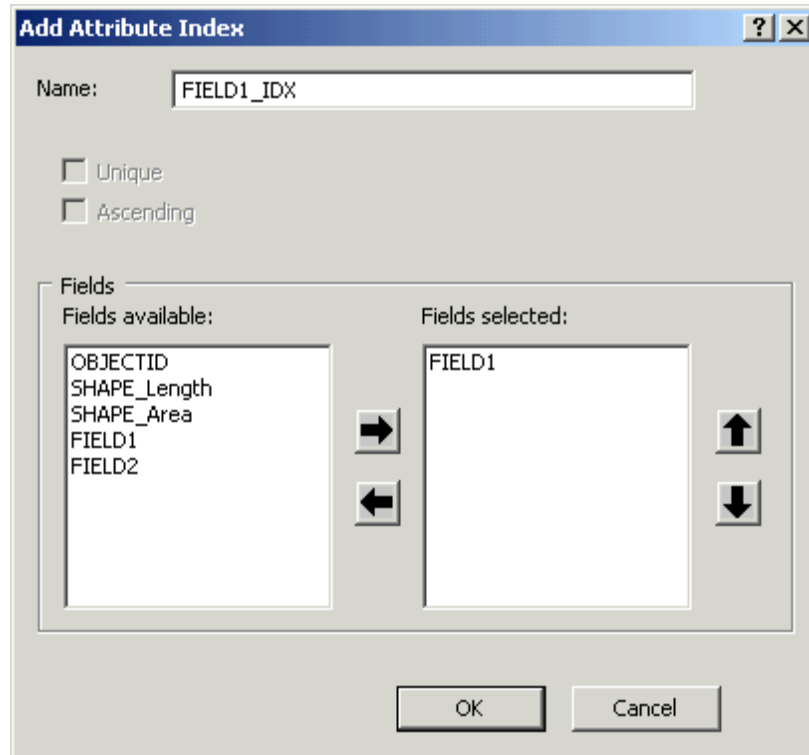 Add Attribute Index
Name: FIELD1_IDX
Unique
Ascending
Fields
Fields available:
OBJECTID
SHAPE_Length
SHAPE_Area
FIELD1
FIELD2
Fields selected:
FIELD1
OK Cancel